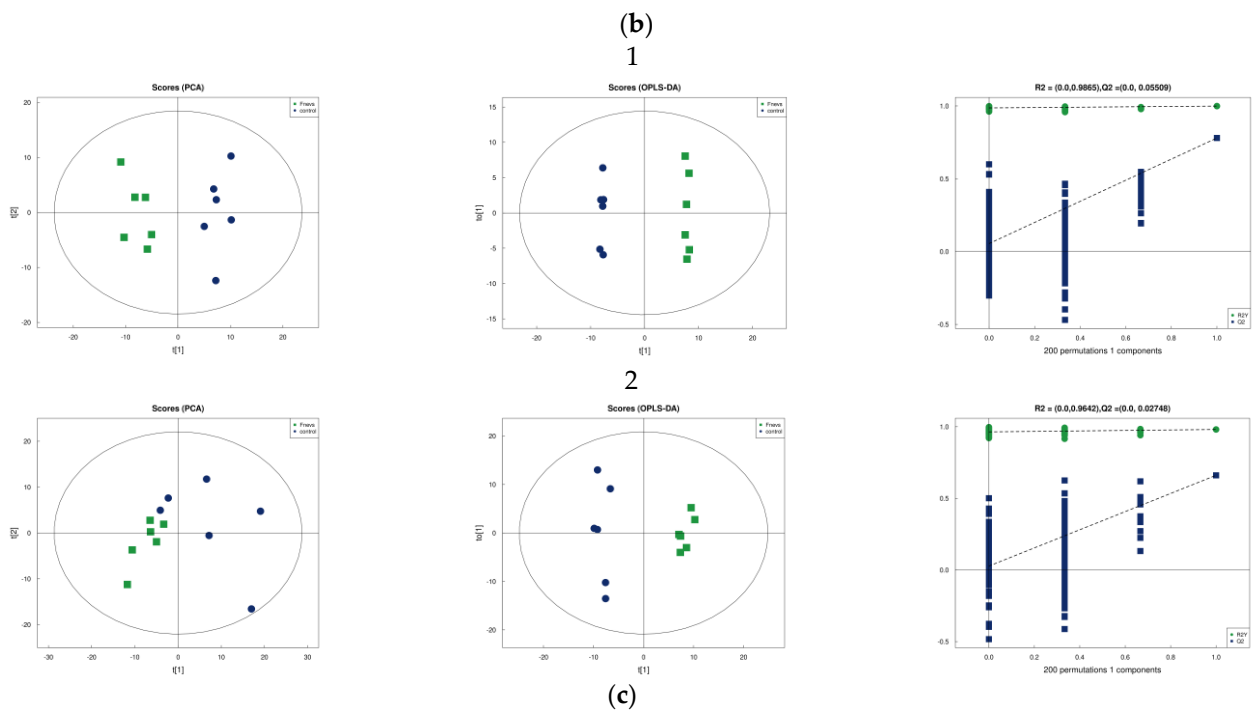 (b)
1
Scores (PCA)
Fnevs
control
20
10
0
-10
-20
t[2]
-20 -10 0 10 20
t[1]
Scores (OPLS-DA)
Fnevs
control
15
10
5
0
-5
-10
-15
to[1]
-20 -10 0 10 20
t[1]
R2 = (0.0,0.9865),Q2 =(0.0, 0.05509)
1.0
0.5
0.0
-0.5
R2Y
Q2
0.0 0.2 0.4 0.6 0.8 1.0
200 permutations 1 components
2
Scores (PCA)
Fnevs
control
20
10
0
-10
-20
t[2]
-30 -20 -10 0 10 20 30
t[1]
Scores (OPLS-DA)
Fnevs
control
20
10
0
-10
-20
to[1]
-20 -10 0 10 20
t[1]
R2 = (0.0,0.9642),Q2 =(0.0, 0.02748)
1.0
0.5
0.0
-0.5
R2Y
Q2
0.0 0.2 0.4 0.6 0.8 1.0
200 permutations 1 components
(c)